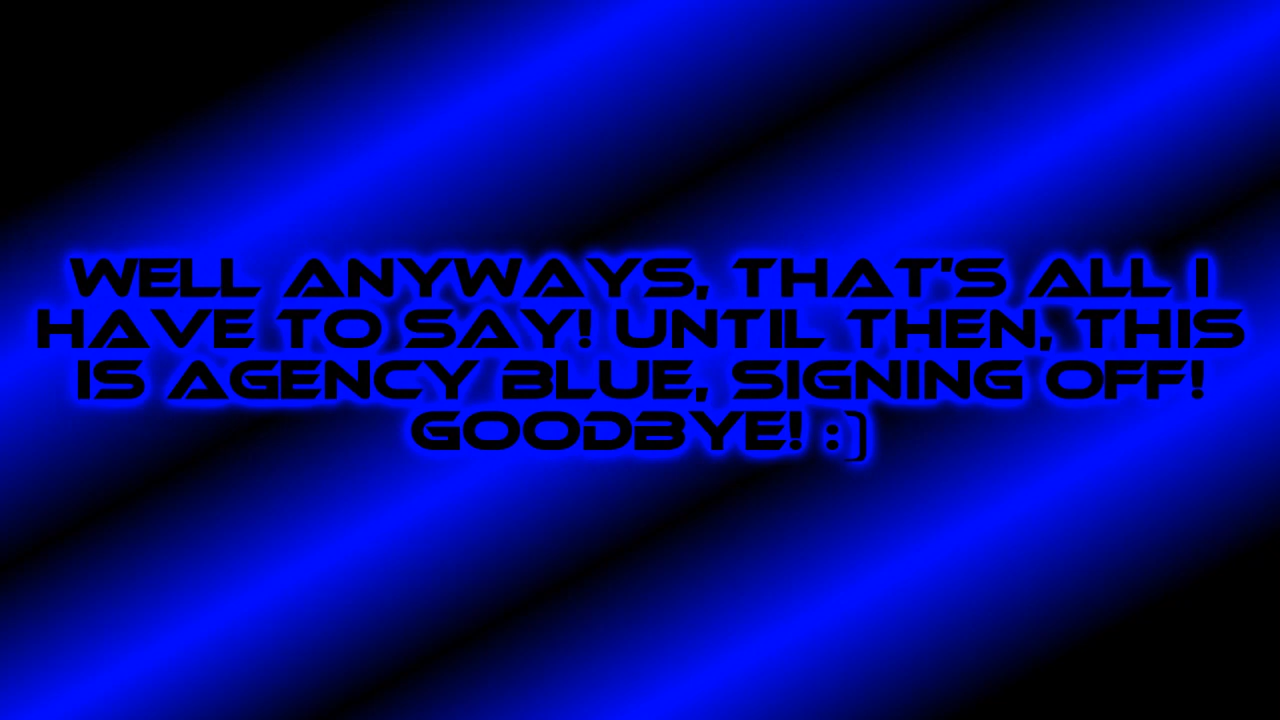 WELL ANYWAYS, THAT'S ALL I
HAVE TO SAY! UNTIL THEN, THIS
IS AGENCY BLUE, SIGNING OFF!
GOODBYE! :)